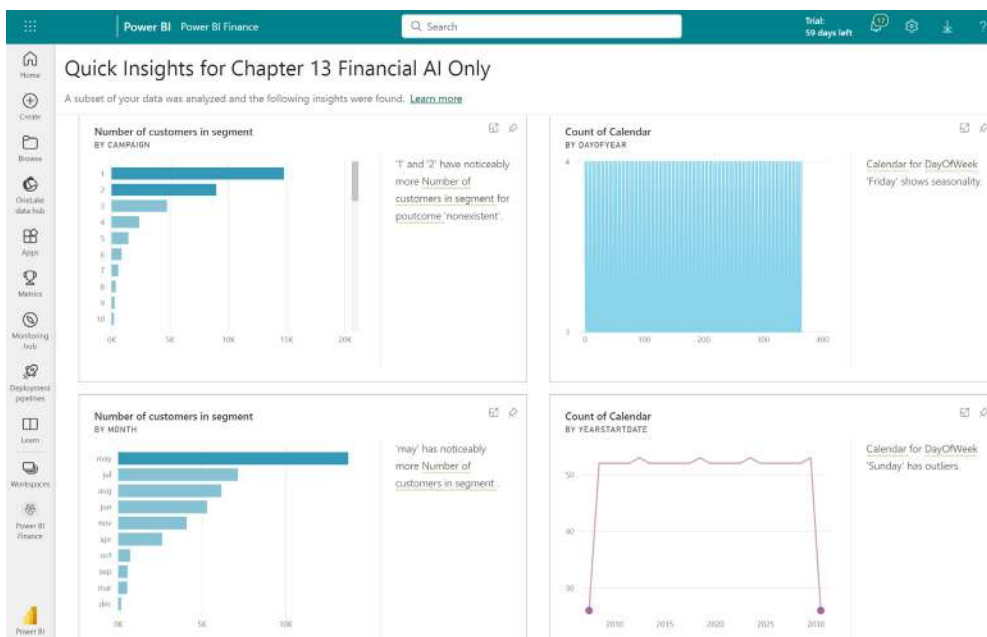 Power BI Power BI Finance
Search
Trial:
59 days left
17
?
Home
Create
Browse
OneLake
data hub
Apps
Metrics
Monitoring
hub
Deployment
pipelines
Learn
Workspaces
Power BI
Finance
Power BI
Quick Insights for Chapter 13 Financial AI Only
A subset of your data was analyzed and the following insights were found. Learn more
Number of customers in segment
BY CAMPAIGN
1
2
3
4
5
6
7
8
9
10
0K 5K 10K 15K 20K
'1' and '2' have noticeably
more Number of
customers in segment for
poutcome 'nonexistent'.
Count of Calendar
BY DAYOFYEAR
4
3
0 100 200 300 400
Calendar for DayOfWeek
'Friday' shows seasonality.
Number of customers in segment
BY MONTH
may
jul
aug
jun
nov
apr
oct
sep
mar
dec
0K 5K 10K
'may' has noticeably
more Number of
customers in segment .
Count of Calendar
BY YEARSTARTDATE
50
40
30
2010 2015 2020 2025 2030
Calendar for DayOfWeek
'Sunday' has outliers.